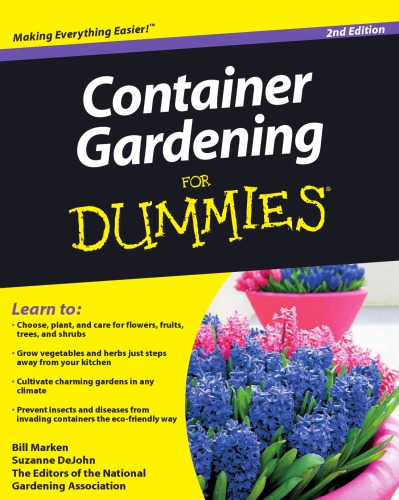 Making Everything Easier!™
2nd Edition
Container
Gardening
FOR
DUMMIES®
Learn to:
• Choose, plant, and care for flowers, fruits,
trees, and shrubs
• Grow vegetables and herbs just steps
away from your kitchen
• Cultivate charming gardens in any
climate
• Prevent insects and diseases from
invading containers the eco-friendly way
Bill Marken
Suzanne DeJohn
The Editors of the National
Gardening Association